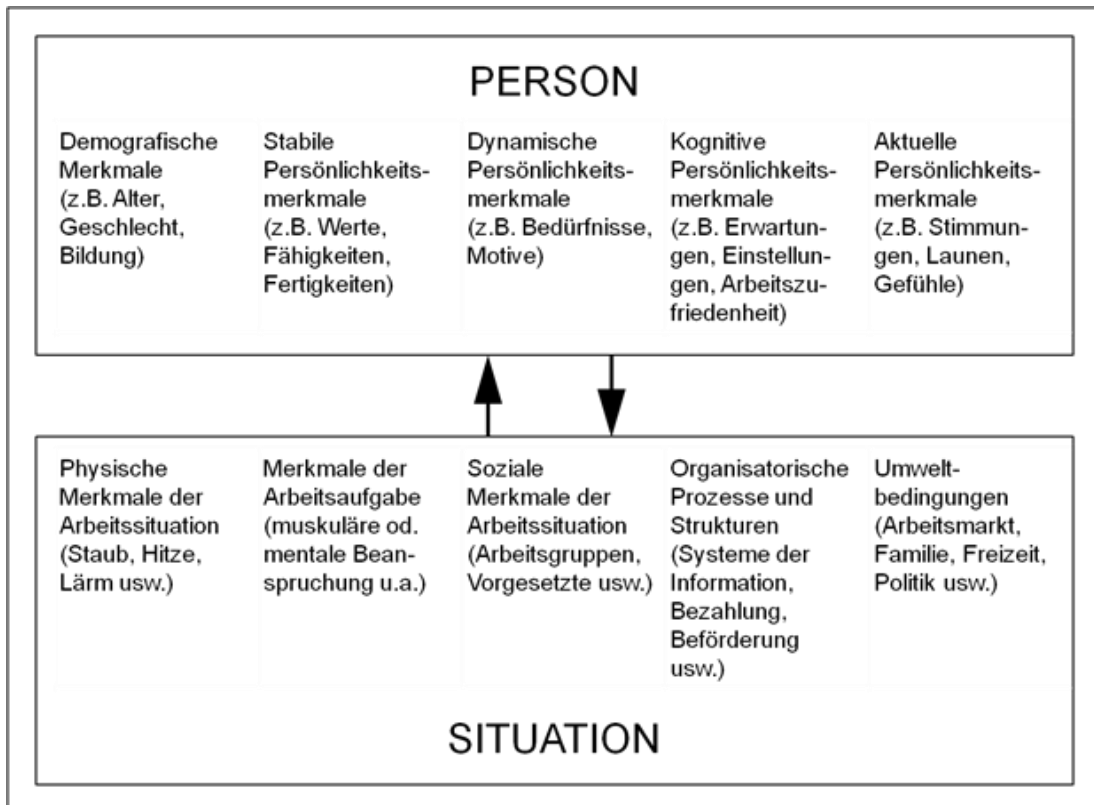 PERSON
Demografische
Merkmale
(z.B. Alter,
Geschlecht,
Bildung)
Stabile
Persönlichkeits-
merkmale
(z.B. Werte,
Fähigkeiten,
Fertigkeiten)
Dynamische
Persönlichkeits-
merkmale
(z.B. Bedürfnisse,
Motive)
Kognitive
Persönlichkeits-
merkmale
(z.B. Erwartun-
gen, Einstellun-
gen, Arbeitszu-
friedenheit)
Aktuelle
Persönlichkeits-
merkmale
(z.B. Stimmun-
gen, Launen,
Gefühle)
Physische
Merkmale der
Arbeitssituation
(Staub, Hitze,
Lärm usw.)
Merkmale der
Arbeitsaufgabe
(muskuläre od.
mentale Bean-
spruchung u.a.)
Soziale
Merkmale der
Arbeitssituation
(Arbeitsgruppen,
Vorgesetzte usw.)
Organisatorische
Prozesse und
Strukturen
(Systeme der
Information,
Bezahlung,
Beförderung
usw.)
Umwelt-
bedingungen
(Arbeitsmarkt,
Familie, Freizeit,
Politik usw.)
SITUATION